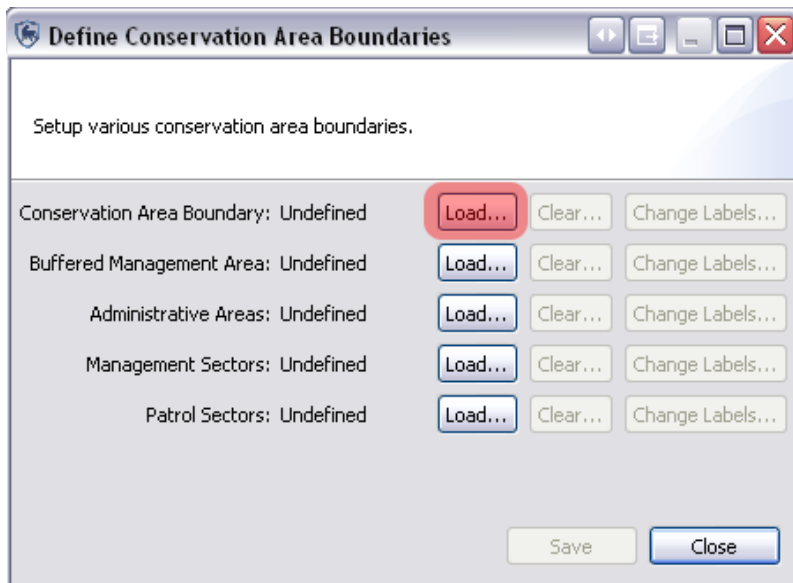 Define Conservation Area Boundaries
Setup various conservation area boundaries.
Conservation Area Boundary: Undefined Load... Clear... Change Labels...
Buffered Management Area: Undefined Load... Clear... Change Labels...
Administrative Areas: Undefined Load... Clear... Change Labels...
Management Sectors: Undefined Load... Clear... Change Labels...
Patrol Sectors: Undefined Load... Clear... Change Labels...
Save Close